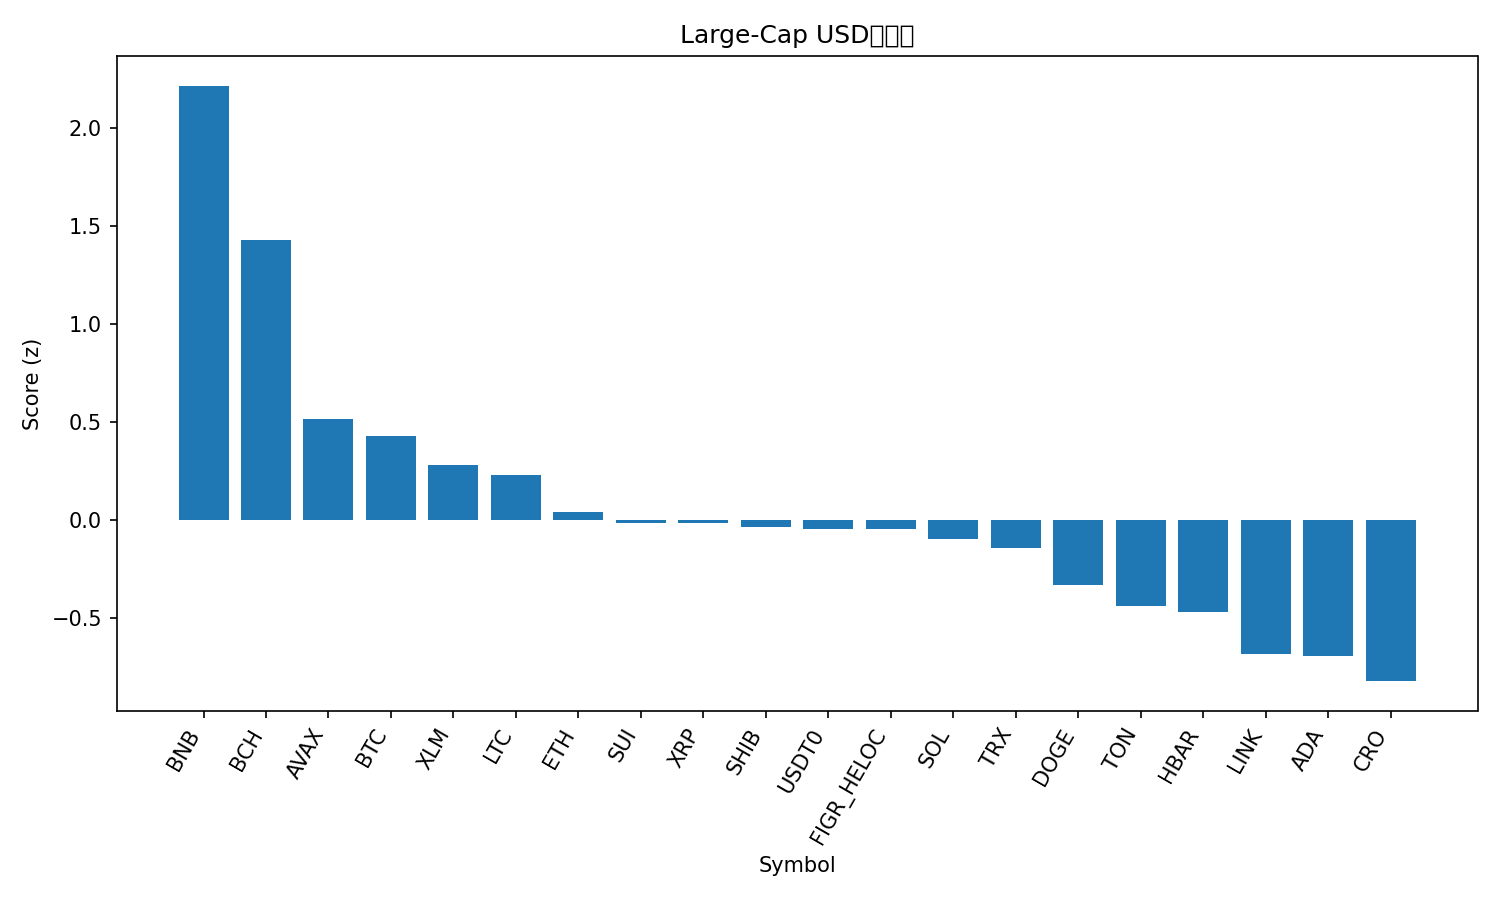 Large-Cap USD
Score (z)
2.0
1.5
1.0
0.5
0.0
−0.5
BNB
BCH
AVAX
BTC
XLM
LTC
ETH
SUI
XRP
SHIB
USDT0
FIGR_HELOC
SOL
TRX
DOGE
TON
HBAR
LINK
ADA
CRO
Symbol